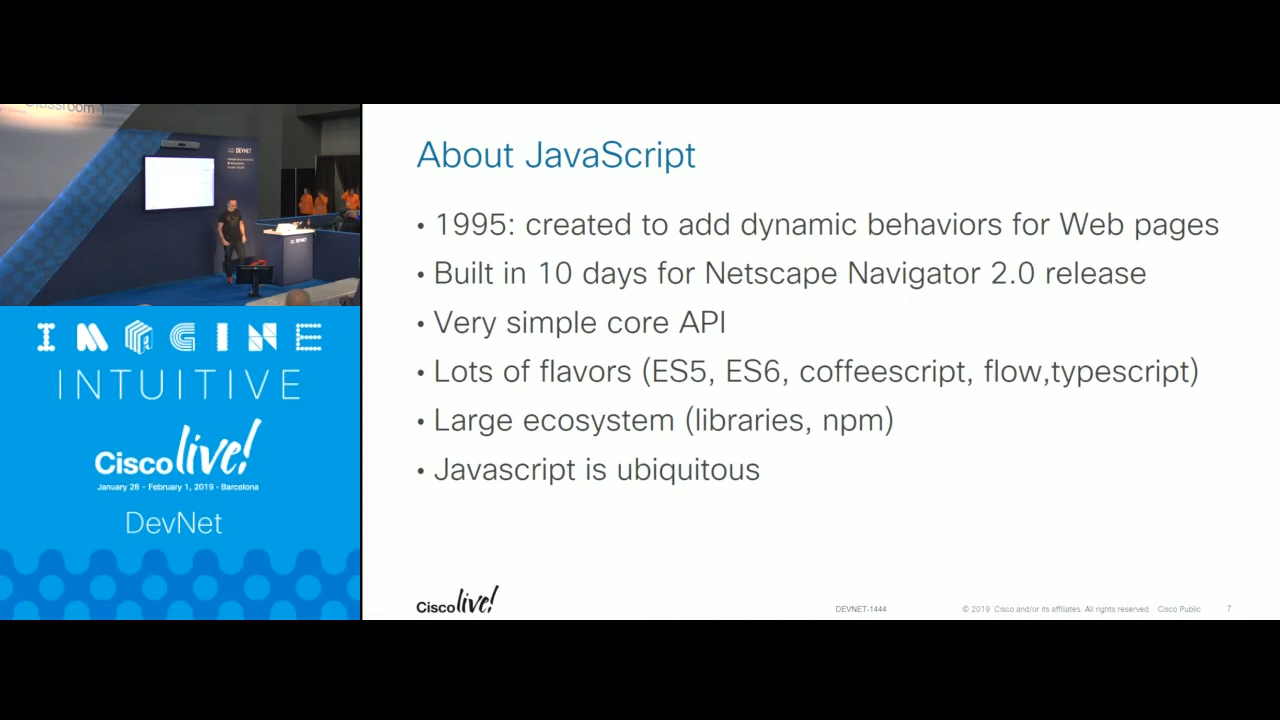 Classroom 1
DEVNET
About JavaScript
• 1995: created to add dynamic behaviors for Web pages
• Built in 10 days for Netscape Navigator 2.0 release
• Very simple core API
• Lots of flavors (ES5, ES6, coffeescript, flow,typescript)
• Large ecosystem (libraries, npm)
• Javascript is ubiquitous
IMAGINE
INTUITIVE
Cisco live!
January 28 - February 1, 2019 · Barcelona
DevNet
Cisco live!
DEVNET-1444
© 2019 Cisco and/or its affiliates. All rights reserved. Cisco Public
7